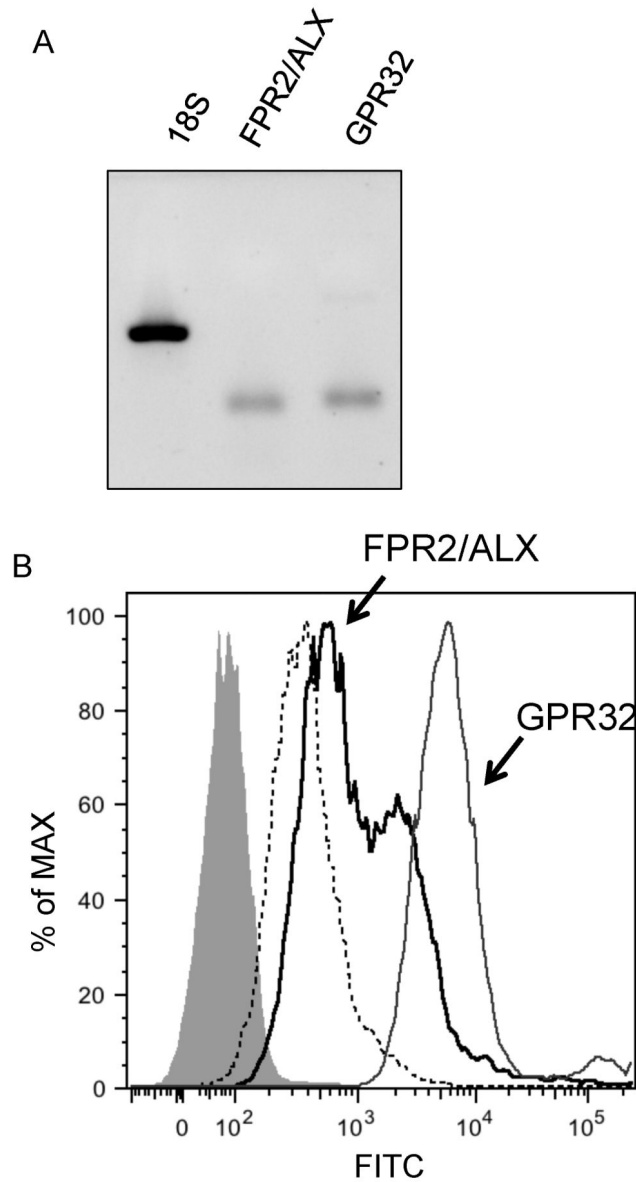 A
18S
FPR2/ALX
GPR32
B
FPR2/ALX
GPR32
100
80
60
40
20
0
% of MAX
0 10² 10³ 10⁴ 10⁵
FITC